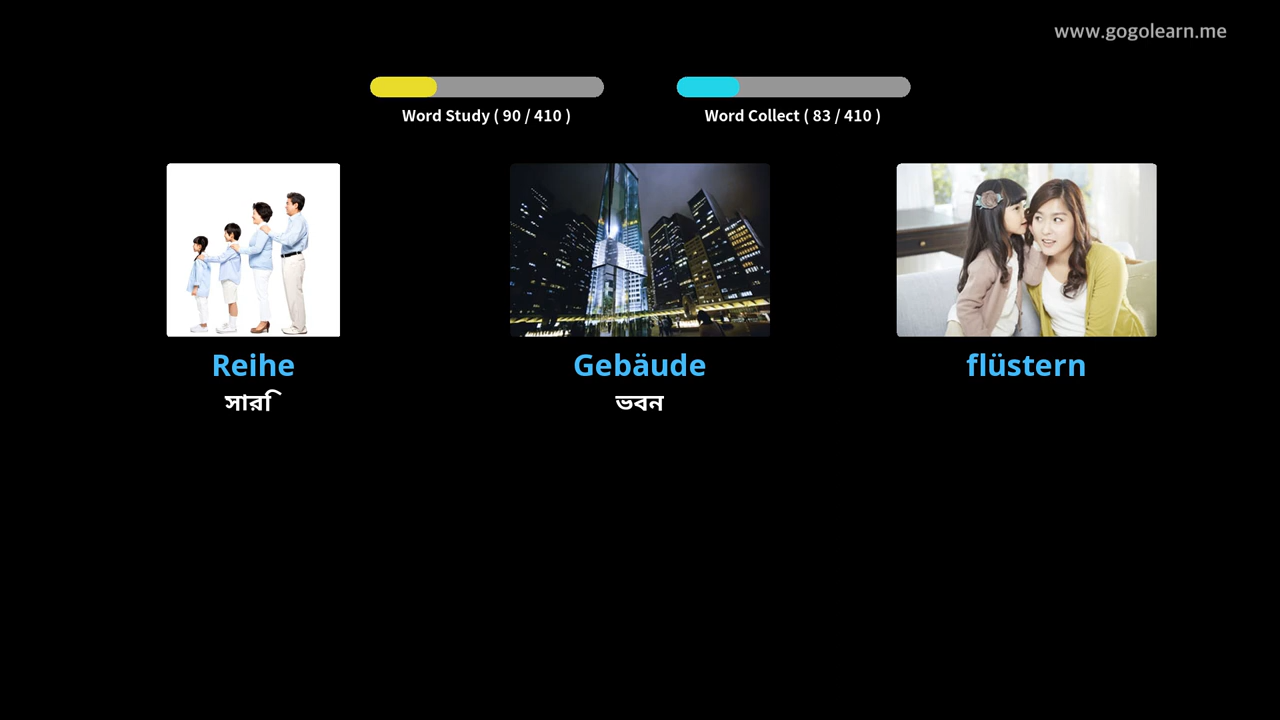 www.gogolearn.me
Word Study ( 90 / 410 )
Word Collect ( 83 / 410 )
Reihe
Gebäude
flüstern
সারি
ভবন